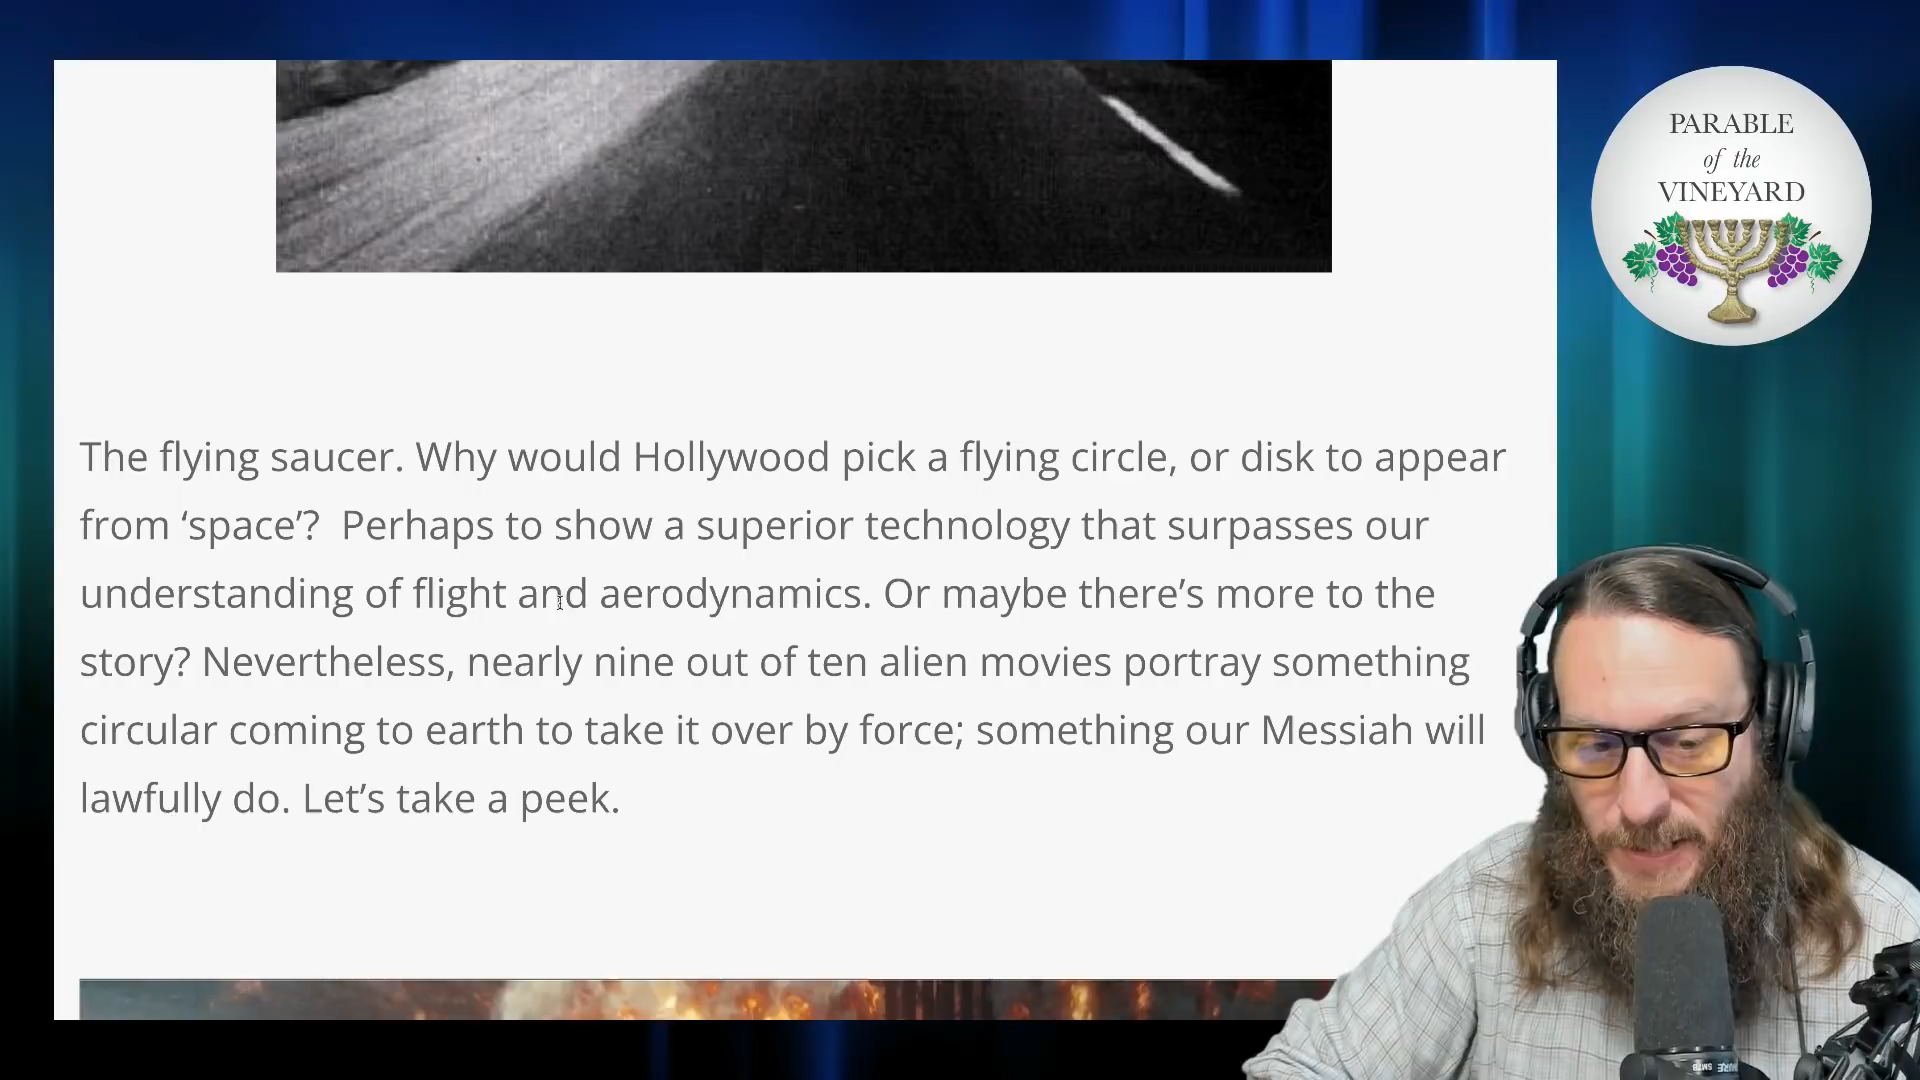 PARABLE
of the
VINEYARD
The flying saucer. Why would Hollywood pick a flying circle, or disk to appear
from ‘space’?  Perhaps to show a superior technology that surpasses our
understanding of flight and aerodynamics. Or maybe there’s more to the
story? Nevertheless, nearly nine out of ten alien movies portray something
circular coming to earth to take it over by force; something our Messiah will
lawfully do. Let’s take a peek.
SHURE SM7B